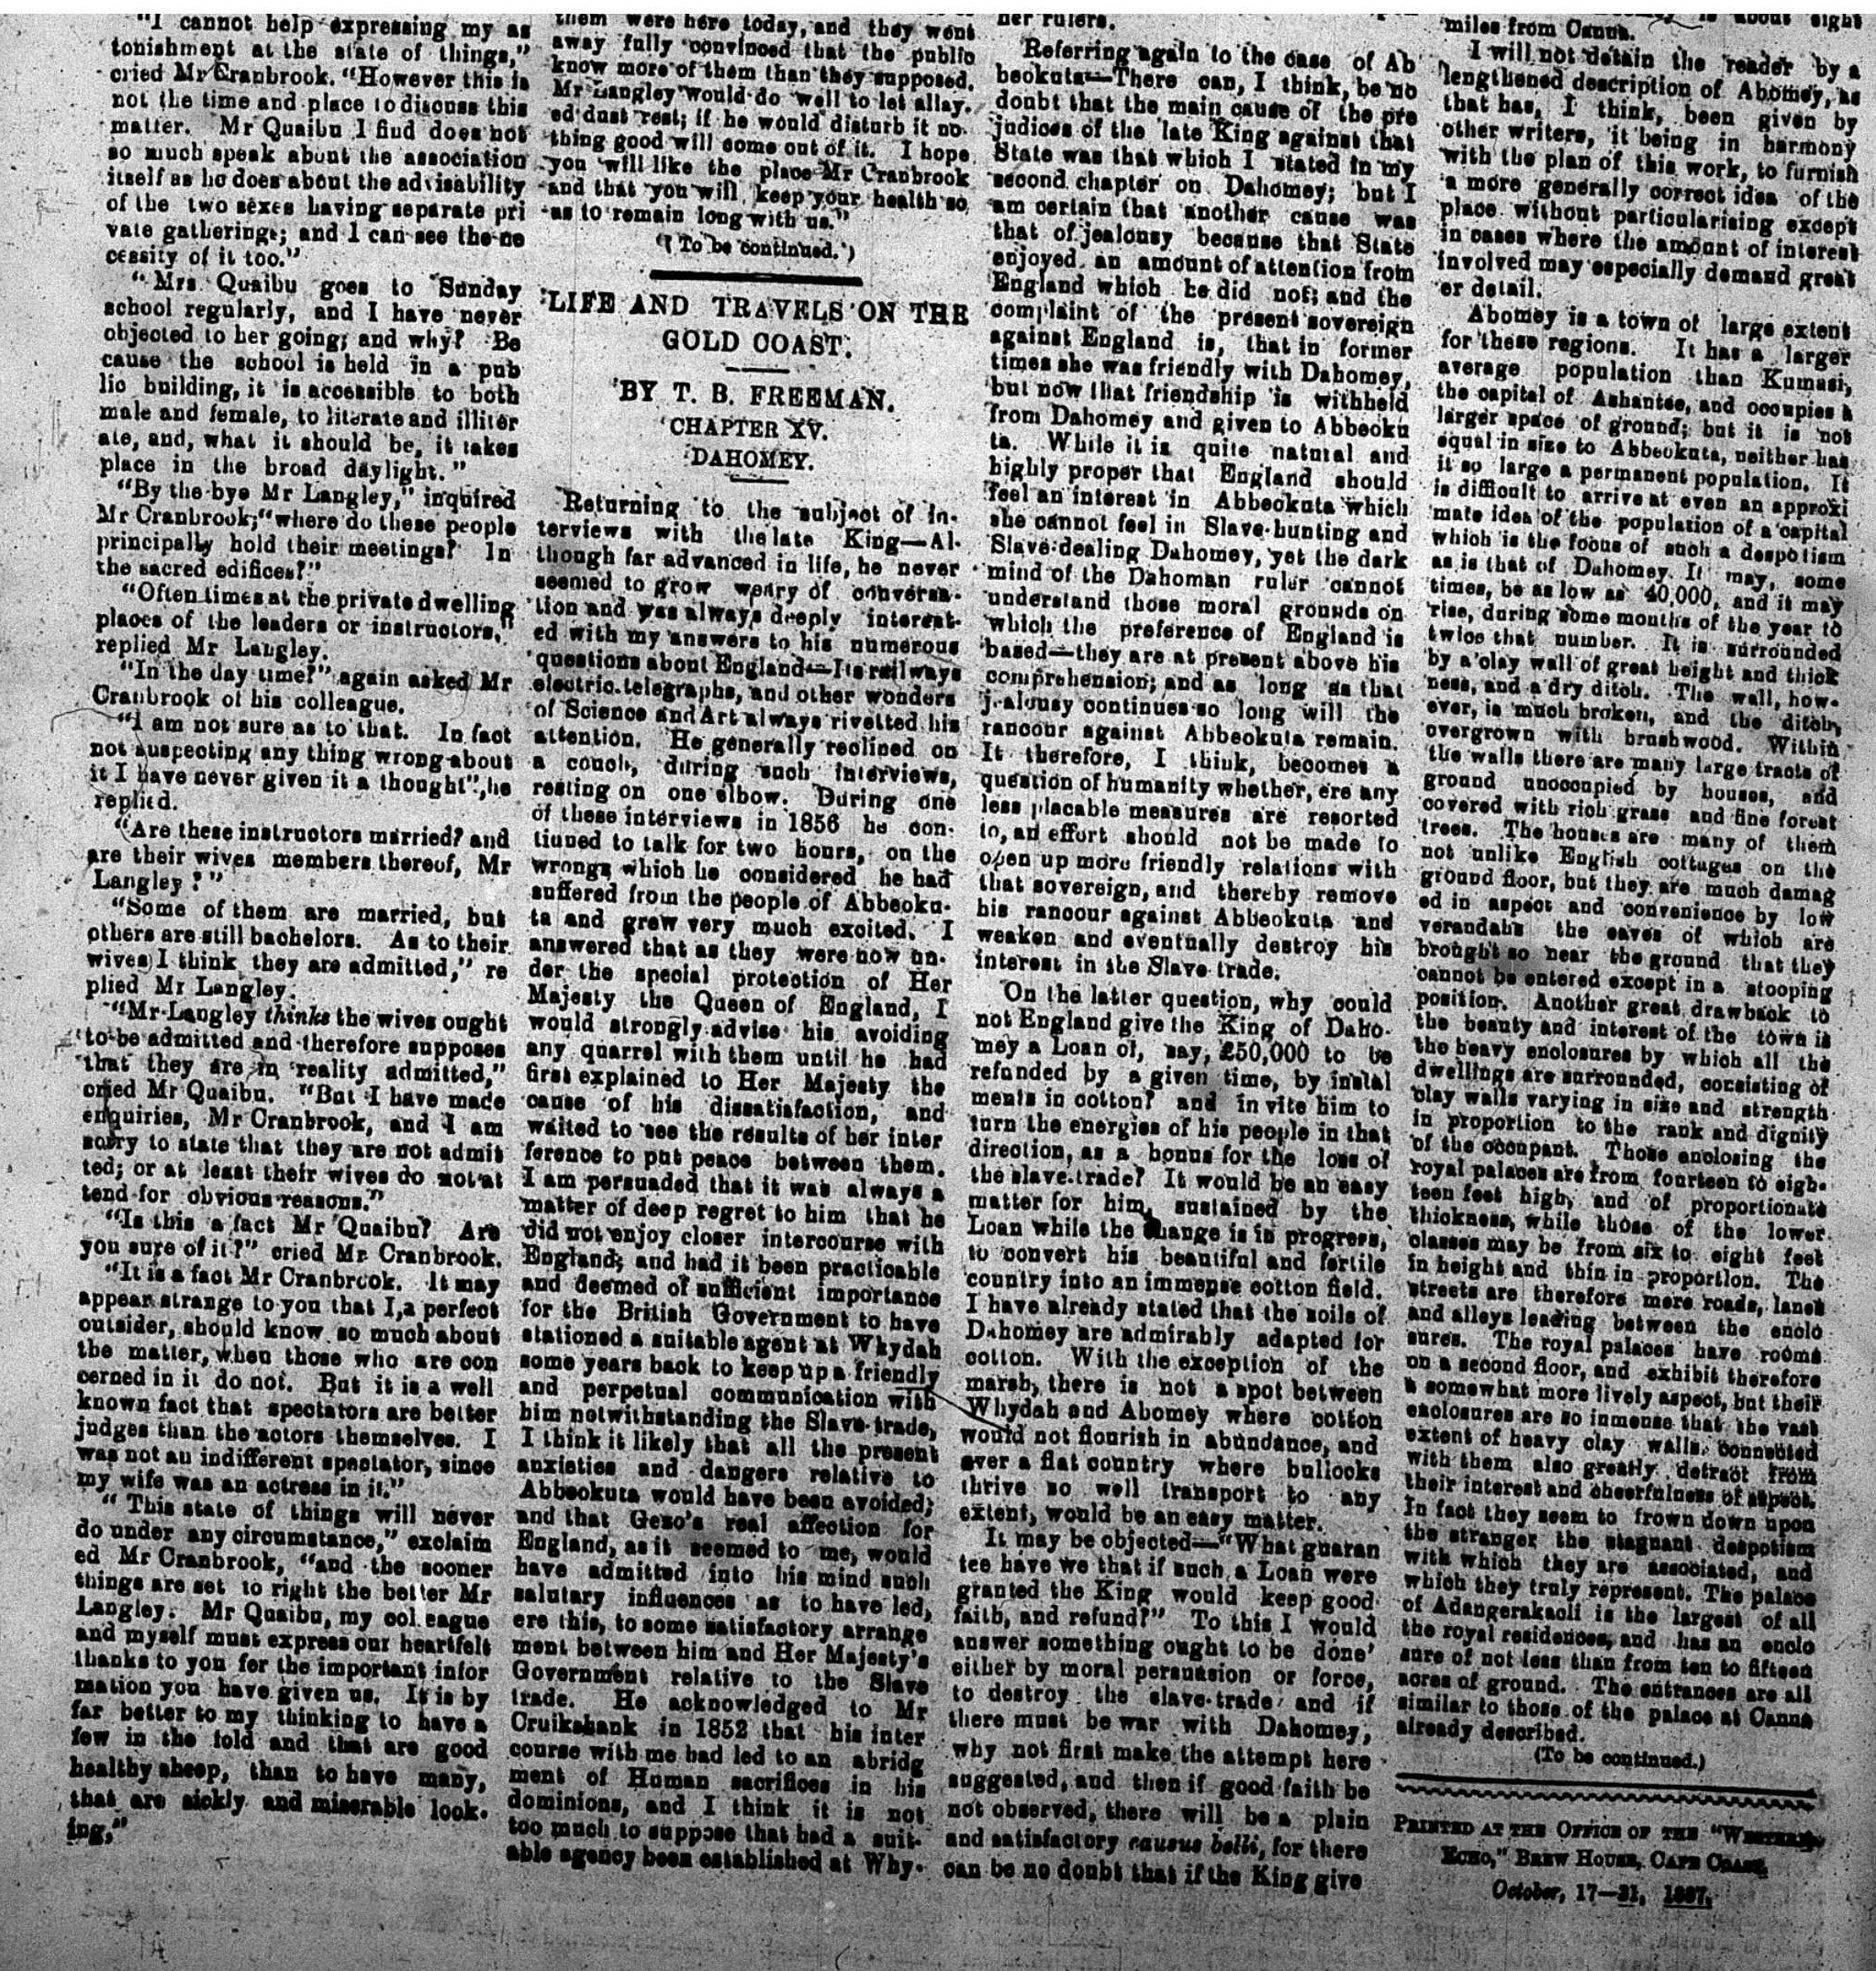 "I cannot help expressing my as
tonishment at the state of things,"
cried Mr Cranbrook. "However this is
not the time and place to discuss this
matter. Mr Quaibu I find does not
so much speak about the association
itself as he does about the advisability
of the two sexes having separate pri
vate gatherings; and I can see the ne
cessity of it too."
"Mrs Quaibu goes to Sunday
school regularly, and I have never
objected to her going; and why? Be
cause the school is held in a pub
lic building, it is accessible to both
male and female, to literate and illiter
ate, and, what it should be, it takes
place in the broad daylight."
"By the bye Mr Langley," inquired
Mr Cranbrook; "where do these people
principally hold their meetings? In
the sacred edifices?"
"Often times at the private dwelling
places of the leaders or instructors,"
replied Mr Langley.
"In the day time?" again asked Mr
Cranbrook of his colleague.
"I am not sure as to that. In fact
not suspecting any thing wrong about
it I have never given it a thought", he
replied.
"Are these instructors married? and
are their wives members thereof, Mr
Langley?"
"Some of them are married, but
others are still bachelors. As to their
wives I think they are admitted," re
plied Mr Langley.
"Mr Langley thinks the wives ought
to be admitted and therefore supposes
that they are in reality admitted,"
cried Mr Quaibu. "But I have made
enquiries, Mr Cranbrook, and I am
sorry to state that they are not admit
ted; or at least their wives do not at
tend for obvious reasons."
"Is this a fact Mr Quaibu? Are
you sure of it?" cried Mr Cranbrook.
"It is a fact Mr Cranbrook. It may
appear strange to you that I, a perfect
outsider, should know so much about
the matter, when those who are con
cerned in it do not. But it is a well
known fact that spectators are better
judges than the actors themselves. I
was not an indifferent spectator, since
my wife was an actress in it."
"This state of things will never
do under any circumstance," exclaim
ed Mr Cranbrook, "and the sooner
things are set to right the better Mr
Langley. Mr Quaibu, my colleague
and myself must express our heartfelt
thanks to you for the important infor
mation you have given us. It is by
far better to my thinking to have a
few in the fold and that are good
healthy sheep, than to have many,
that are sickly and miserable look-
ing,"
them were here today, and they went
away fully convinced that the public
know more of them than they supposed.
Mr Langley would do well to let allay-
ed dust rest; if he would disturb it no-
thing good will come out of it. I hope
you will like the place Mr Cranbrook
and that you will keep your health so
as to remain long with us."
(To be continued.)
LIFE AND TRAVELS ON THE
GOLD COAST.
BY T. B. FREEMAN.
CHAPTER XV.
DAHOMEY.
Returning to the subject of in-
terviews with the late King—Al-
though far advanced in life, he never
seemed to grow weary of conversa-
tion and was always deeply interest-
ed with my answers to his numerous
questions about England—Its railways
electric telegraphs, and other wonders
of Science and Art always rivetted his
attention. He generally reclined on
a couch, during such interviews,
resting on one elbow. During one
of these interviews in 1856 he con-
tinued to talk for two hours, on the
wrongs which he considered he had
suffered from the people of Abbeoku-
ta and grew very much excited. I
answered that as they were now un-
der the special protection of Her
Majesty the Queen of England, I
would strongly advise his avoiding
any quarrel with them until he had
first explained to Her Majesty the
cause of his dissatisfaction, and
waited to see the results of her inter
ference to put peace between them.
I am persuaded that it was always a
matter of deep regret to him that he
did not enjoy closer intercourse with
England; and had it been practicable
and deemed of sufficient importance
for the British Government to have
stationed a suitable agent at Whydah
some years back to keep up a friendly
and perpetual communication with
him notwithstanding the Slave-trade,
I think it likely that all the present
anxieties and dangers relative to
Abbeokuta would have been avoided;
and that Gezo's real affection for
England, as it seemed to me, would
have admitted into his mind such
salutary influences as to have led,
ere this, to some satisfactory arrange
ment between him and Her Majesty's
Government relative to the Slave
trade. He acknowledged to Mr
Cruikshank in 1852 that his inter
course with me had led to an abridg
ment of Human sacrifices in his
dominions, and I think it is not
too much to suppose that had a suit-
able agency been established at Why-
her rulers.
Referring again to the case of Ab
beokuta—There can, I think, be no
doubt that the main cause of the pre
judices of the late King against that
State was that which I stated in my
second chapter on Dahomey; but I
am certain that another cause was
that of jealousy because that State
enjoyed an amount of attention from
England which he did not; and the
complaint of the present sovereign
against England is, that in former
times she was friendly with Dahomey,
but now that friendship is withheld
from Dahomey and given to Abbeoku
ta. While it is quite natural and
highly proper that England should
feel an interest in Abbeokuta which
she cannot feel in Slave-hunting and
Slave-dealing Dahomey, yet the dark
mind of the Dahoman ruler cannot
understand those moral grounds on
which the preference of England is
based—they are at present above his
comprehension; and as long as that
jealousy continues so long will the
rancour against Abbeokuta remain.
It therefore, I think, becomes a
question of humanity whether, ere any
less placable measures are resorted
to, an effort should not be made to
open up more friendly relations with
that sovereign, and thereby remove
his rancour against Abbeokuta and
weaken and eventually destroy his
interest in the Slave trade.
On the latter question, why could
not England give the King of Daho-
mey a Loan of, say, £50,000 to be
refunded by a given time, by instal
ments in cotton? and in vite him to
turn the energies of his people in that
direction, as a bonus for the loss of
the slave-trade? It would be an easy
matter for him, sustained by the
Loan while the change is in progress,
to convert his beautiful and fertile
country into an immense cotton field.
I have already stated that the soils of
Dahomey are admirably adapted for
cotton. With the exception of the
marsh, there is not a spot between
Whydah and Abomey where cotton
would not flourish in abundance, and
over a flat country where bullocks
thrive so well transport to any
extent, would be an easy matter.
It may be objected—"What guaran
tee have we that if such a Loan were
granted the King would keep good
faith, and refund?" To this I would
answer something ought to be done
either by moral persuasion or force,
to destroy the slave-trade and if
there must be war with Dahomey,
why not first make the attempt here
suggested, and then if good faith be
not observed, there will be a plain
and satisfactory causus belli, for there
can be no doubt that if the King give
is about eight
miles from Canna.
I will not detain the reader by a
lengthened description of Abomey, as
that has, I think, been given by
other writers, it being in harmony
with the plan of this work, to furnish
a more generally correct idea of the
place without particularising except
in cases where the amount of interest
involved may especially demand great
er detail.
Abomey is a town of large extent
for these regions. It has a larger
average population than Kumasi,
the capital of Ashantee, and occupies a
larger space of ground; but it is not
equal in size to Abbeokuta, neither has
it so large a permanent population. It
is difficult to arrive at even an approxi
mate idea of the population of a capital
which is the focus of such a despotism
as is that of Dahomey. It may, some
times, be as low as 40,000, and it may
rise, during some months of the year to
twice that number. It is surrounded
by a clay wall of great height and thick
ness, and a dry ditch. The wall, how-
ever, is much broken, and the ditch,
overgrown with brushwood. Within
the walls there are many large tracts of
ground unoccupied by houses, and
covered with rich grass and fine forest
trees. The houses are many of them
not unlike English cottages on the
ground floor, but they are much damag
ed in aspect and convenience by low
verandahs the eaves of which are
brought so near the ground that they
cannot be entered except in a stooping
position. Another great drawback to
the beauty and interest of the town is
the heavy enclosures by which all the
dwellings are surrounded, consisting of
clay walls varying in size and strength
in proportion to the rank and dignity
of the occupant. Those enclosing the
royal palaces are from fourteen to eigh-
teen feet high, and of proportionate
thickness, while those of the lower
classes may be from six to eight feet
in height and thin in proportion. The
streets are therefore mere roads, lanes
and alleys leading between the enclo
sures. The royal palaces have rooms
on a second floor, and exhibit therefore
a somewhat more lively aspect, but their
enclosures are so inmense that the vast
extent of heavy clay walls connected
with them also greatly detract from
their interest and cheerfulness of aspect.
In fact they seem to frown down upon
the stranger the stagnant despotism
with which they are associated, and
which they truly represent. The palace
of Adangerakaoli is the largest of all
the royal residences, and has an enclo
sure of not less than from ten to fifteen
acres of ground. The entrances are all
similar to those of the palace at Canna
already described.
(To be continued.)
PRINTED AT THE OFFICE OF THE "WESTERN
ECHO," BREW HOUSE, CAPE COAST,
October, 17—31, 1887.